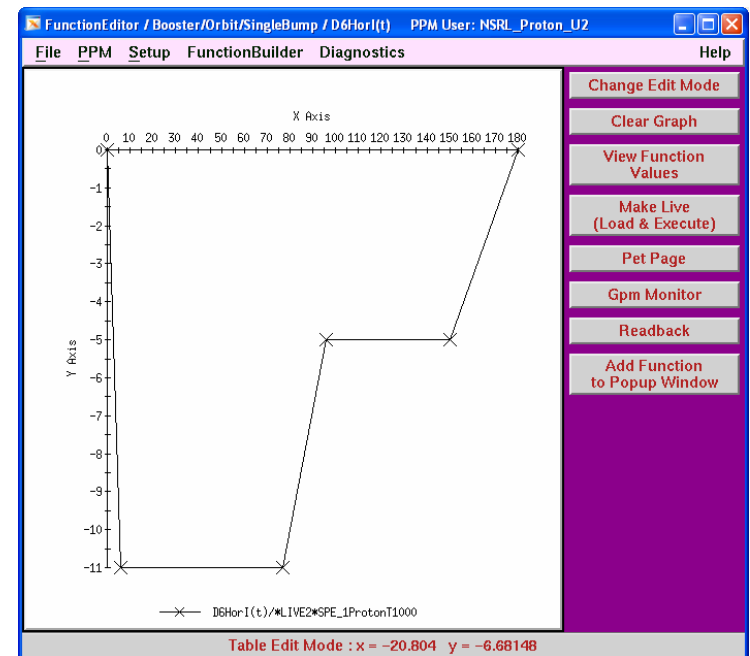 FunctionEditor / Booster/Orbit/SingleBump / D6HorI(t) PPM User: NSRL_Proton_U2
File PPM Setup FunctionBuilder Diagnostics Help
X Axis
0 10 20 30 40 50 60 70 80 90 100 110 120 130 140 150 160 170 180
0
-1
-2
-3
-4
-5
-6
-7
-8
-9
-10
-11
Y Axis
D6HorI(t)/*LIVE2*SPE_1ProtonT1000
Change Edit Mode
Clear Graph
View Function
Values
Make Live
(Load & Execute)
Pet Page
Gpm Monitor
Readback
Add Function
to Popup Window
Table Edit Mode : x = -20.804 y = -6.68148